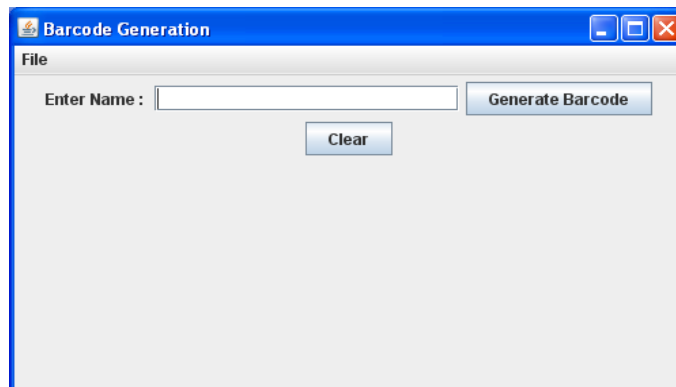 Barcode Generation
File
Enter Name : Generate Barcode
Clear